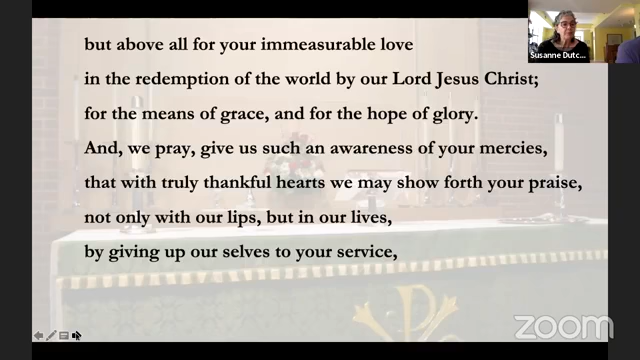 but above all for your immeasurable love
in the redemption of the world by our Lord Jesus Christ;
for the means of grace, and for the hope of glory.
And, we pray, give us such an awareness of your mercies,
that with truly thankful hearts we may show forth your praise,
not only with our lips, but in our lives,
by giving up our selves to your service,
Susanne Dutc...
zoom